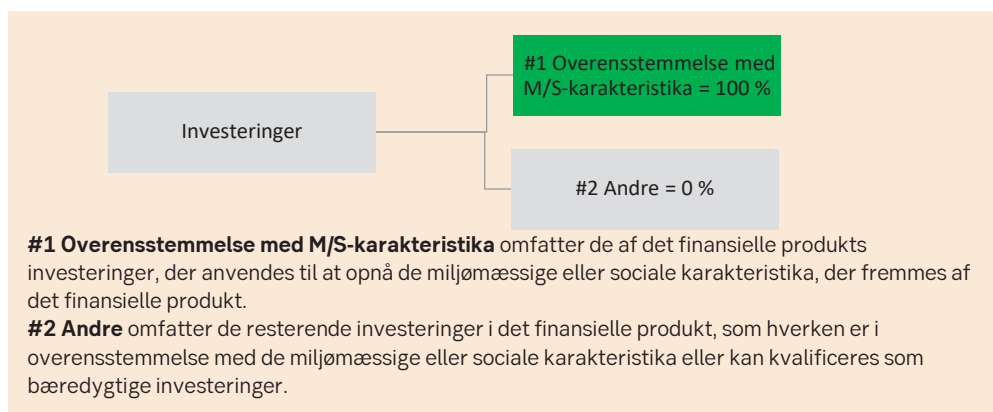 #1 Overensstemmelse med
M/S-karakteristika = 100 %
Investeringer
#2 Andre = 0 %
#1 Overensstemmelse med M/S-karakteristika omfatter de af det finansielle produkts
investeringer, der anvendes til at opnå de miljømæssige eller sociale karakteristika, der fremmes af
det finansielle produkt.
#2 Andre omfatter de resterende investeringer i det finansielle produkt, som hverken er i
overensstemmelse med de miljømæssige eller sociale karakteristika eller kan kvalificeres som
bæredygtige investeringer.